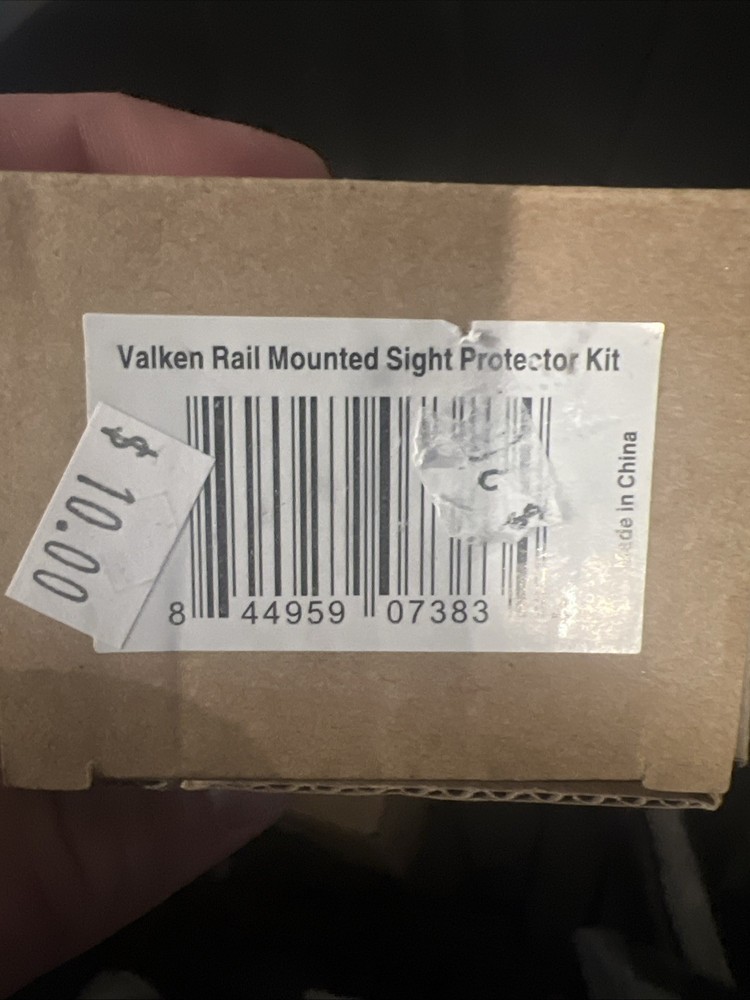 Valken Rail Mounted Sight Protector Kit
$ 10.00
8 44959 07383
Made in China